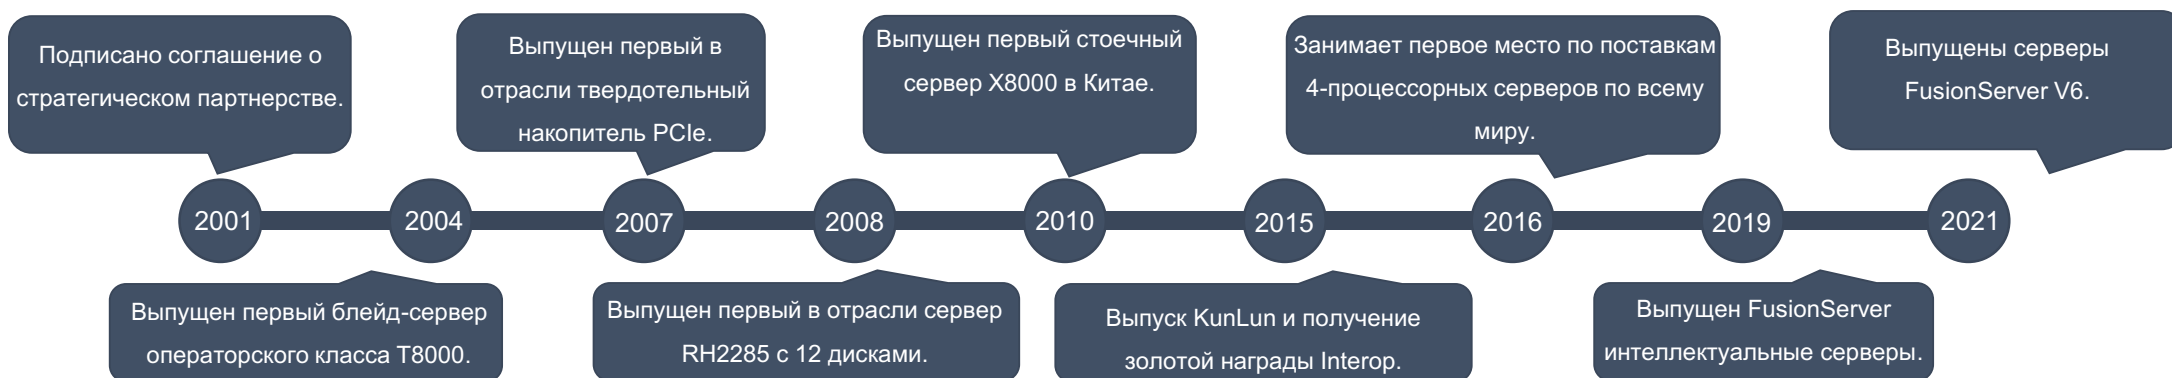 Подписано соглашение о
стратегическом партнерстве.
Выпущен первый в
отрасли твердотельный
накопитель PCIe.
Выпущен первый стоечный
сервер X8000 в Китае.
Занимает первое место по поставкам
4-процессорных серверов по всему
миру.
Выпущены серверы
FusionServer V6.
2001
2004
2007
2008
2010
2015
2016
2019
2021
Выпущен первый блейд-сервер
операторского класса T8000.
Выпущен первый в отрасли сервер
RH2285 с 12 дисками.
Выпуск KunLun и получение
золотой награды Interop.
Выпущен FusionServer
интеллектуальные серверы.